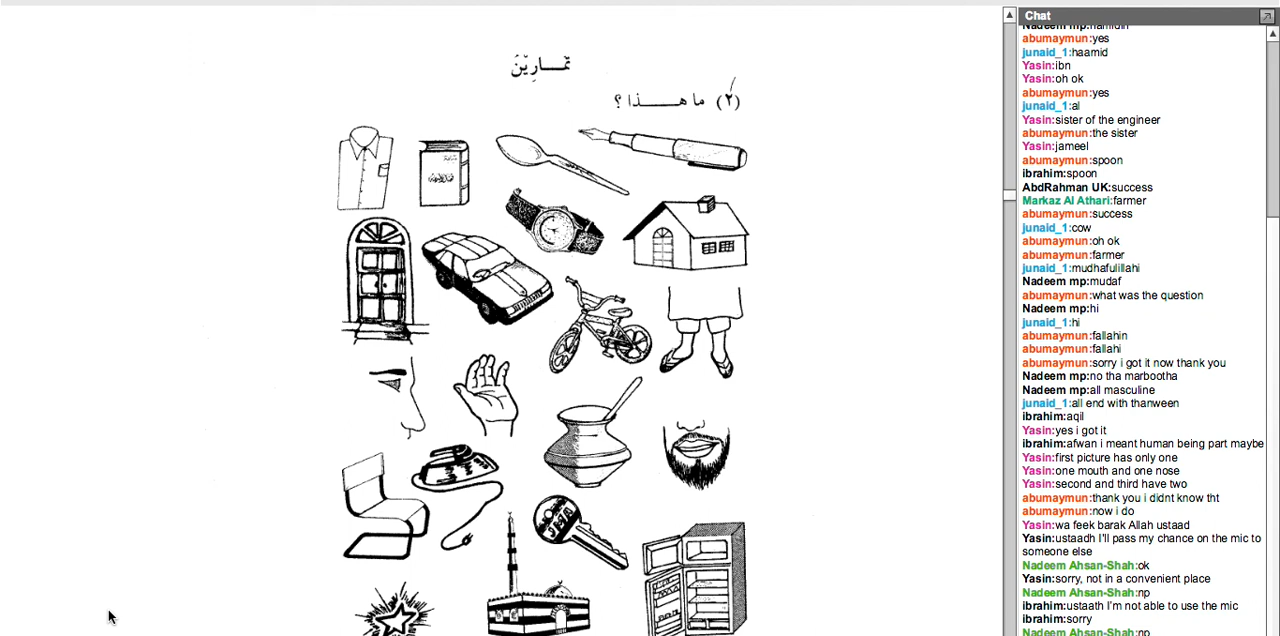 تمـــارِيْنُ
(٢) ما هـــــذا ؟
JMA
Chat
abumaymun:yes
junaid_1:haamid
Yasin:ibn
Yasin:oh ok
abumaymun:yes
junaid_1:al
Yasin:sister of the engineer
abumaymun:the sister
Yasin:jameel
abumaymun:spoon
ibrahim:spoon
AbdRahman UK:success
Markaz Al Athari:farmer
abumaymun:success
junaid_1:cow
abumaymun:oh ok
abumaymun:farmer
junaid_1:mudhafulillahi
Nadeem mp:mudaf
abumaymun:what was the question
Nadeem mp:hi
junaid_1:hi
abumaymun:fallahin
abumaymun:fallahi
abumaymun:sorry i got it now thank you
Nadeem mp:no tha marbootha
Nadeem mp:all masculine
junaid_1:all end with thanween
ibrahim:aqil
Yasin:yes i got it
ibrahim:afwan i meant human being part maybe
Yasin:first picture has only one
Yasin:one mouth and one nose
Yasin:second and third have two
abumaymun:thank you i didnt know tht
abumaymun:now i do
Yasin:wa feek barak Allah ustaad
Yasin:ustaadh I'll pass my chance on the mic to
someone else
Nadeem Ahsan-Shah:ok
Yasin:sorry, not in a convenient place
Nadeem Ahsan-Shah:np
ibrahim:ustaath I'm not able to use the mic
ibrahim:sorry
Nadeem Ahsan-Shah:np